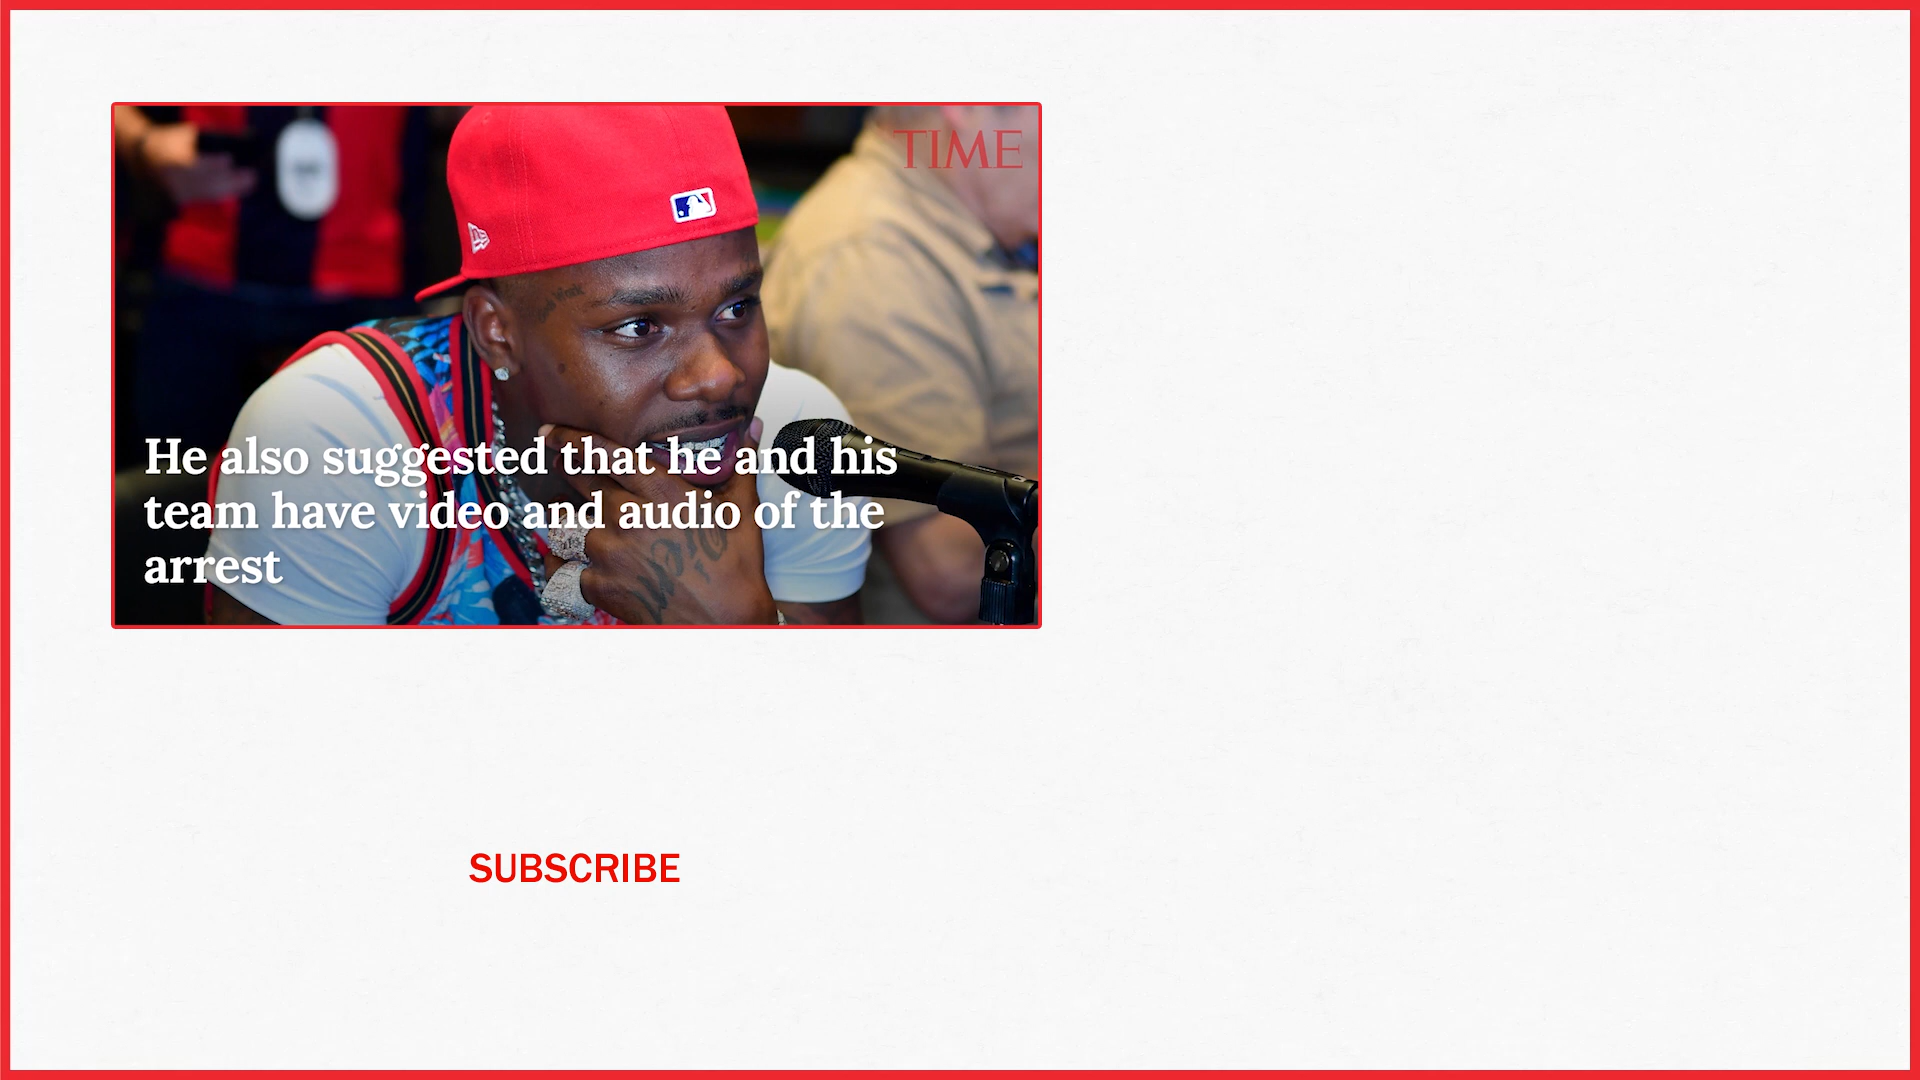 TIME
He also suggested that he and his
team have video and audio of the
arrest
SUBSCRIBE